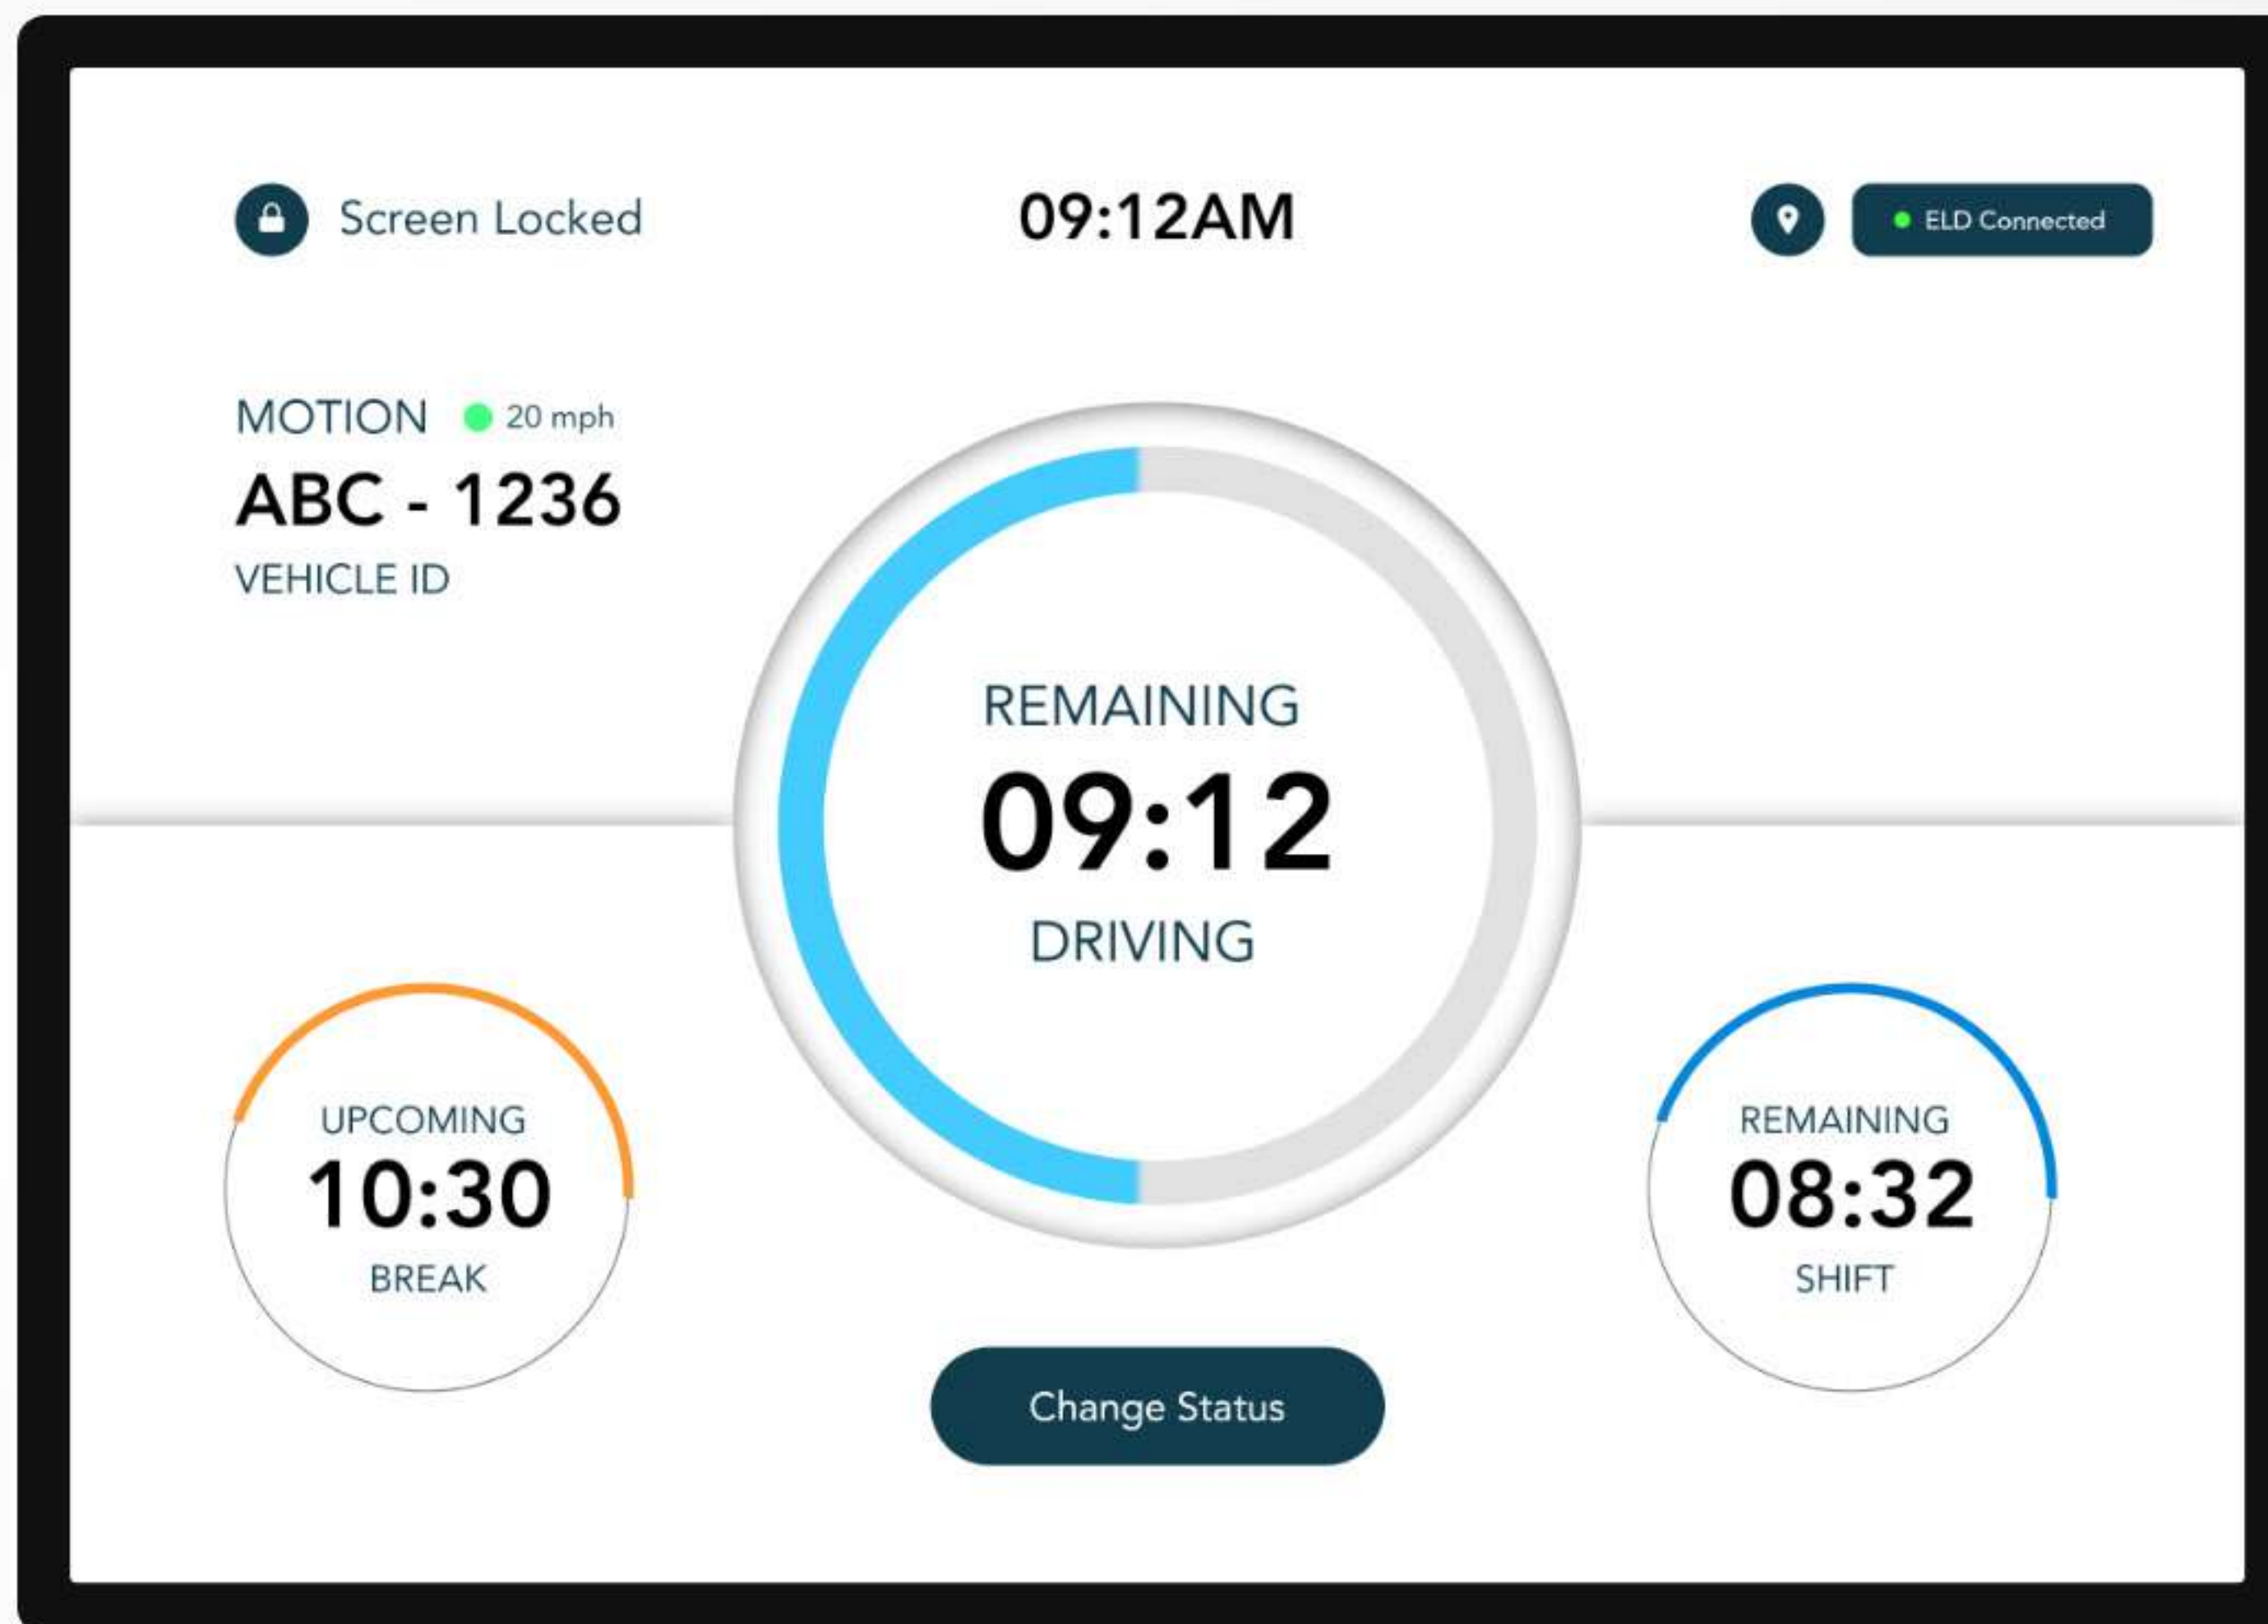 Screen Locked
09:12AM
ELD Connected
MOTION 20 mph
ABC - 1236
VEHICLE ID
REMAINING
09:12
DRIVING
UPCOMING
10:30
BREAK
REMAINING
08:32
SHIFT
Change Status